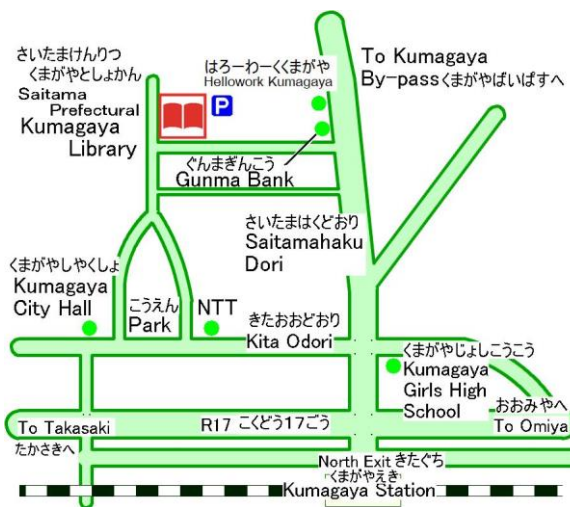 さいたまけんりつ
くまがやとしょかん
Saitama
Prefectural
Kumagaya
Library
P
はろーわーくくまがや
Hellowork Kumagaya
To Kumagaya
By-passくまがやばいぱすへ
ぐんまぎんこう
Gunma Bank
さいたまはくどおり
Saitamahaku
Dori
くまがやしやくしょ
Kumagaya
City Hall
こうえん
Park
NTT
きたおおどおり
Kita Odori
くまがやじょしこうこう
Kumagaya
Girls High
School
おおみやへ
To Omiya
To Takasaki
たかさきへ
R17 こくどう17ごう
North Exit きたぐち
くまがやえき
Kumagaya Station